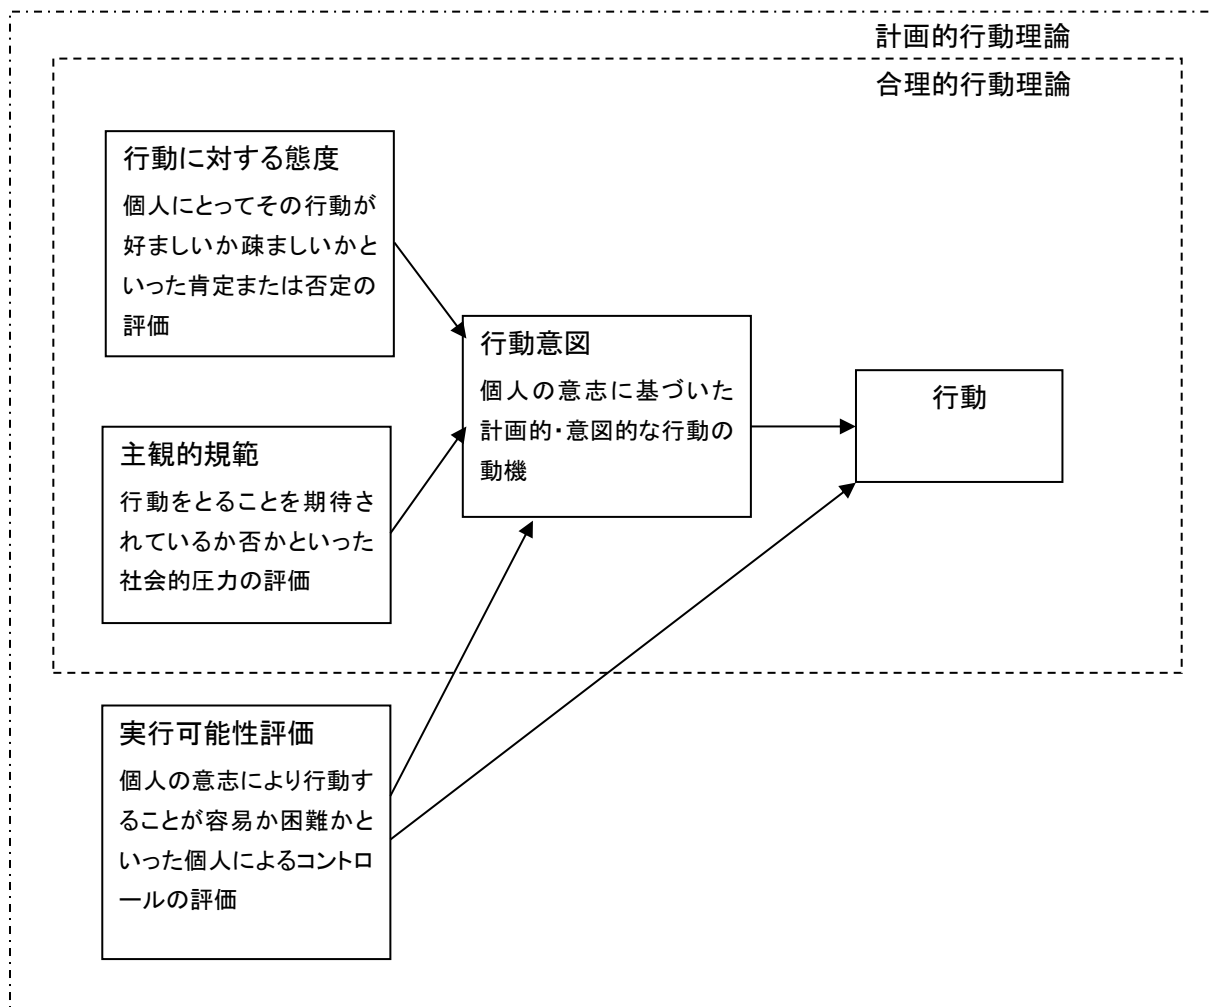 計画的行動理論
合理的行動理論
行動に対する態度
個人にとってその行動が
好ましいか疎ましいかと
いった肯定または否定の
評価
行動意図
個人の意志に基づいた
計画的・意図的な行動の
動機
行動
主観的規範
行動をとることを期待さ
れているか否かといった
社会的圧力の評価
実行可能性評価
個人の意志により行動す
ることが容易か困難かと
いった個人によるコントロ
ールの評価